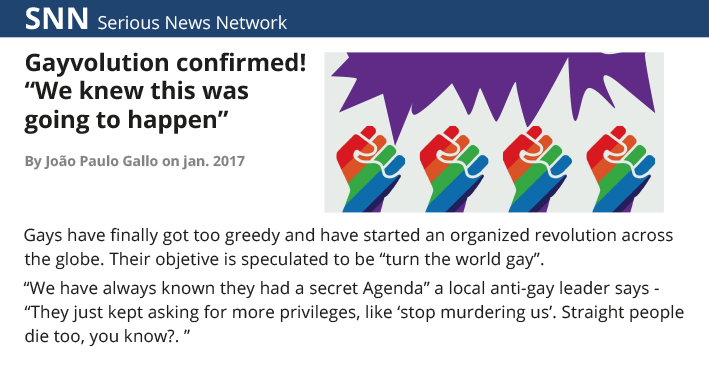 SNN Serious News Network
Gayvolution confirmed!
“We knew this was
going to happen”
By João Paulo Gallo on jan. 2017
Gays have finally got too greedy and have started an organized revolution across
the globe. Their objetive is speculated to be “turn the world gay”.
“We have always known they had a secret Agenda” a local anti-gay leader says -
“They just kept asking for more privileges, like ‘stop murdering us’. Straight people
die too, you know?. ”